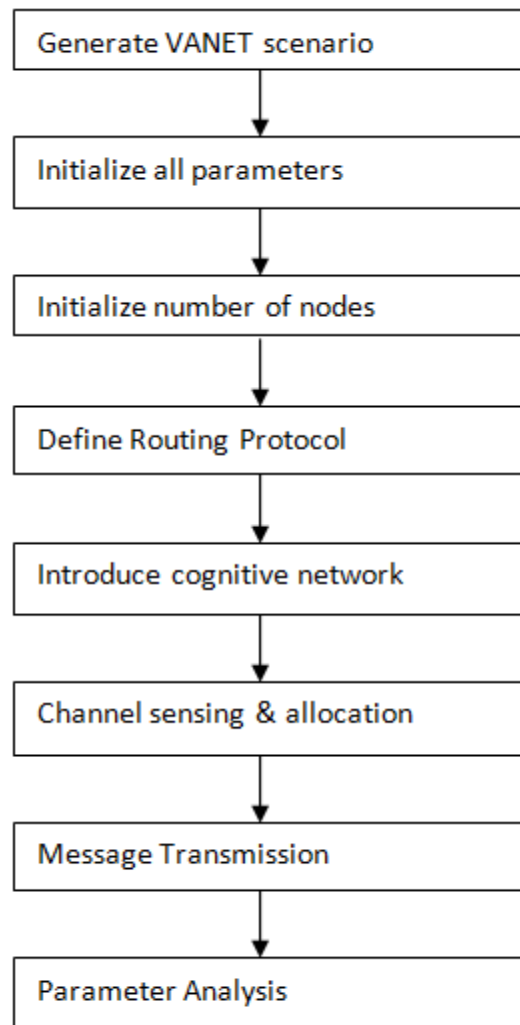 Generate VANET scenario
Initialize all parameters
Initialize number of nodes
Define Routing Protocol
Introduce cognitive network
Channel sensing & allocation
Message Transmission
Parameter Analysis